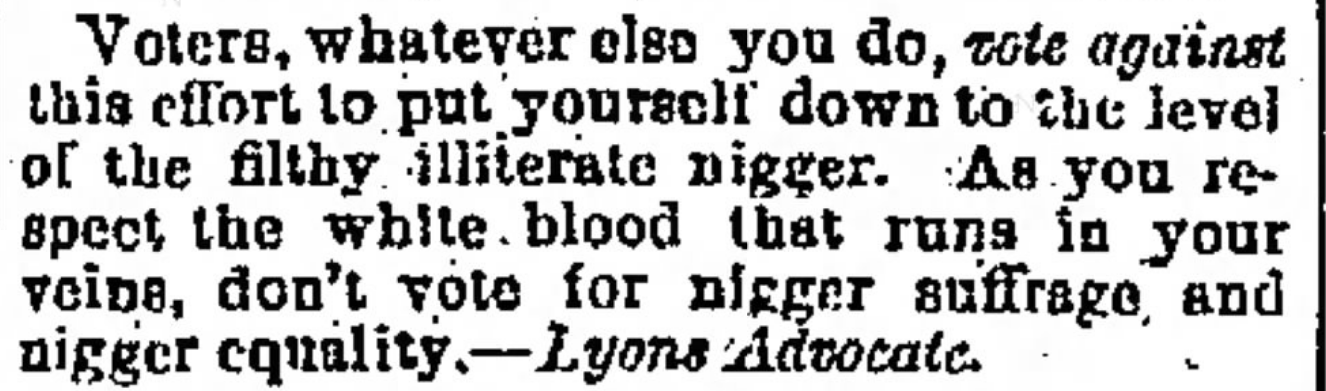 Voters, whatever else you do, vote against
this effort to put yourself down to the level
of the filthy illiterate nigger. As you re-
spect the white blood that runs in your
veins, don't vote for nigger suffrage and
nigger equality.—Lyons Advocate.